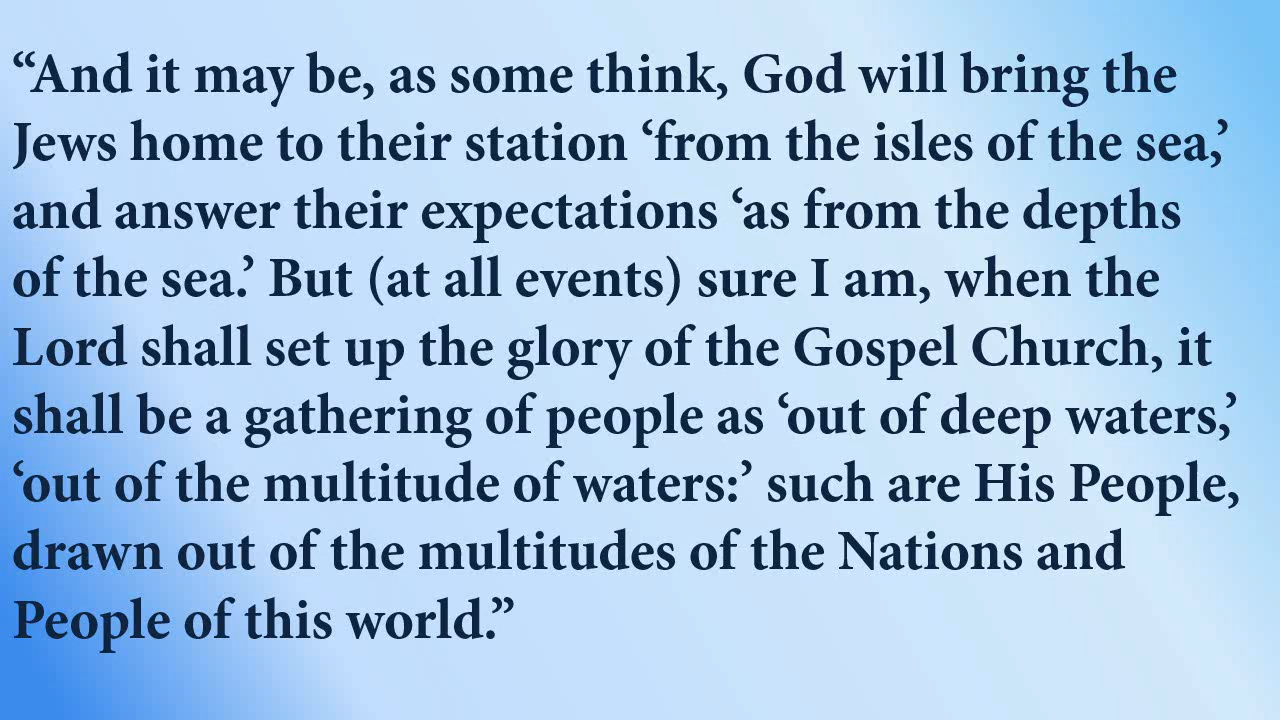 “And it may be, as some think, God will bring the
Jews home to their station ‘from the isles of the sea,’
and answer their expectations ‘as from the depths
of the sea.’ But (at all events) sure I am, when the
Lord shall set up the glory of the Gospel Church, it
shall be a gathering of people as ‘out of deep waters,’
‘out of the multitude of waters:’ such are His People,
drawn out of the multitudes of the Nations and
People of this world.”